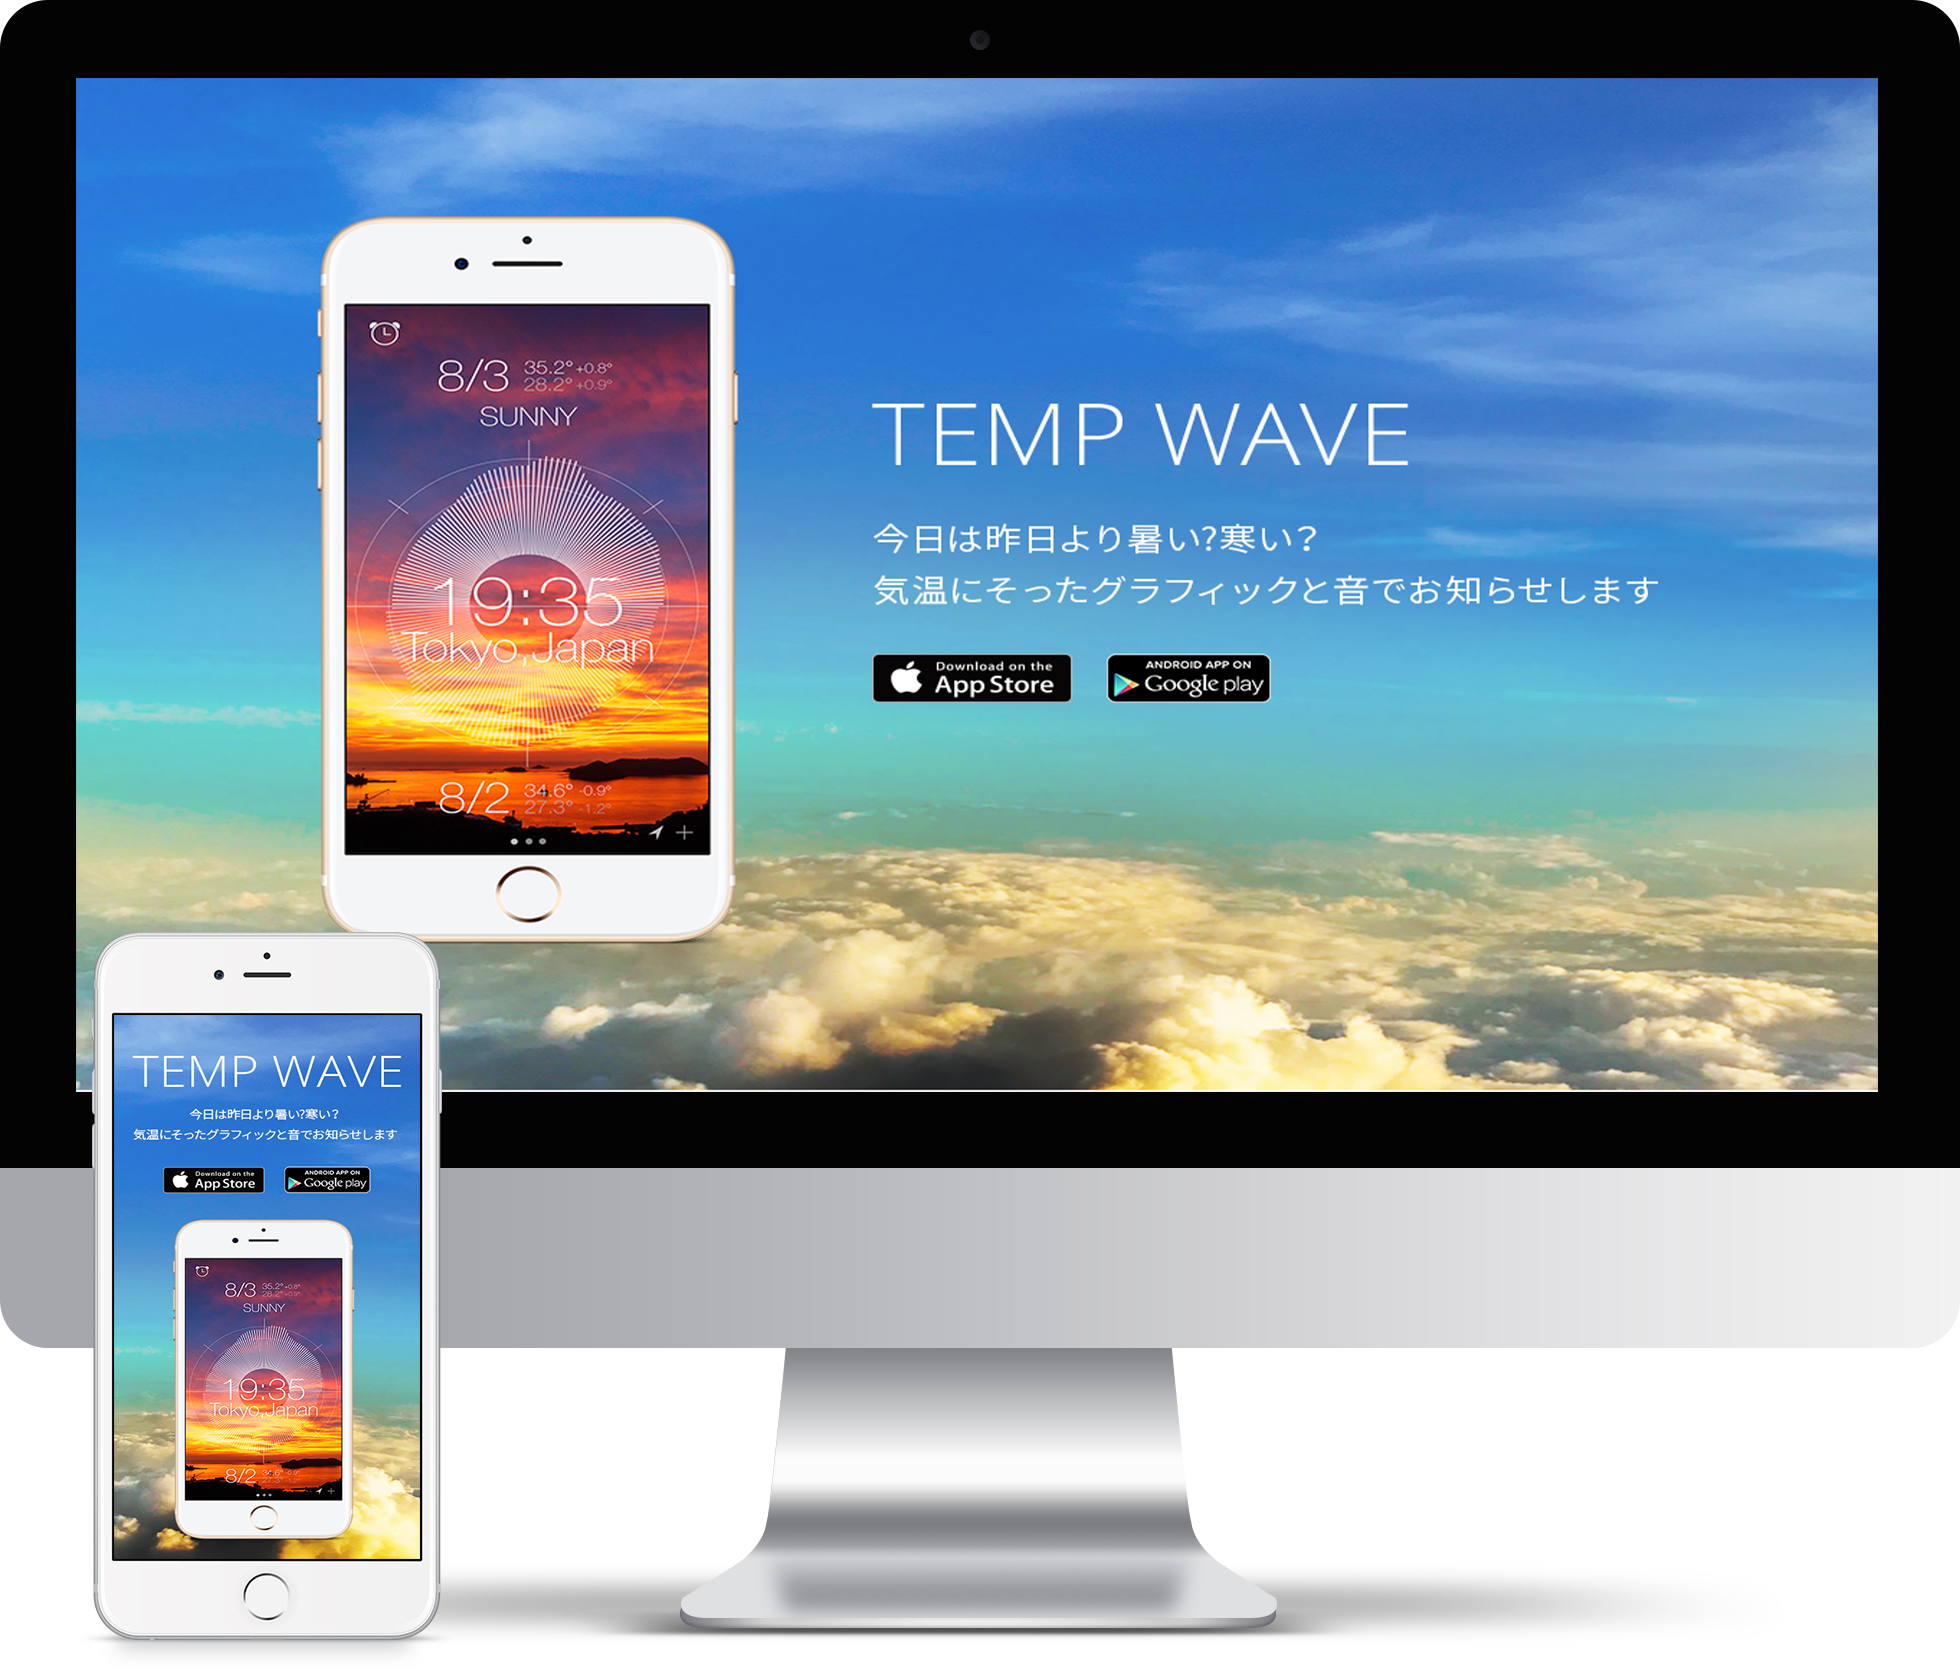 8/3 35.2° +0.8°
28.2° +0.9°
SUNNY
19:35
Tokyo,Japan
8/2 34.6° -0.9°
27.3° -1.2°
TEMP WAVE
今日は昨日より暑い?寒い?
気温にそったグラフィックと音でお知らせします
Download on the
App Store
ANDROID APP ON
Google play
TEMP WAVE
今日は昨日より暑い?寒い?
気温にそったグラフィックと音でお知らせします
Download on the
App Store
ANDROID APP ON
Google play
8/3 35.2° +0.8°
28.2° +0.9°
SUNNY
19:35
Tokyo,Japan
8/2 34.6° -0.9°